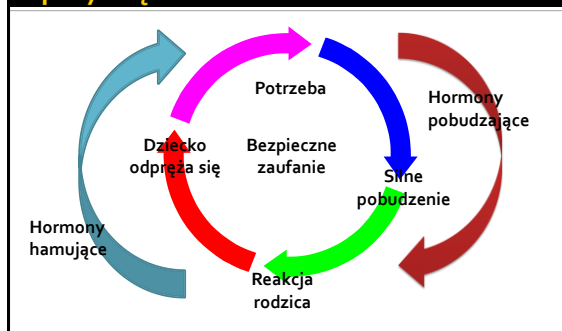 Potrzeba
Hormony
pobudzające
Dziecko
odpręża się
Bezpieczne
zaufanie
Silne
pobudzenie
Hormony
hamujące
Reakcja
rodzica